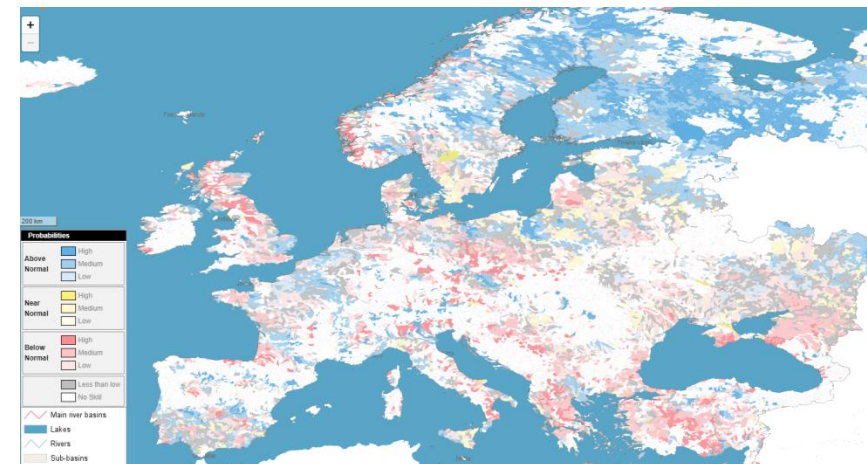 +
−
200 km
Probabilities
Above Normal
High
Medium
Low
Near Normal
High
Medium
Low
Below Normal
High
Medium
Low
Less than low
No Skill
Main river basins
Lakes
Rivers
Sub-basins